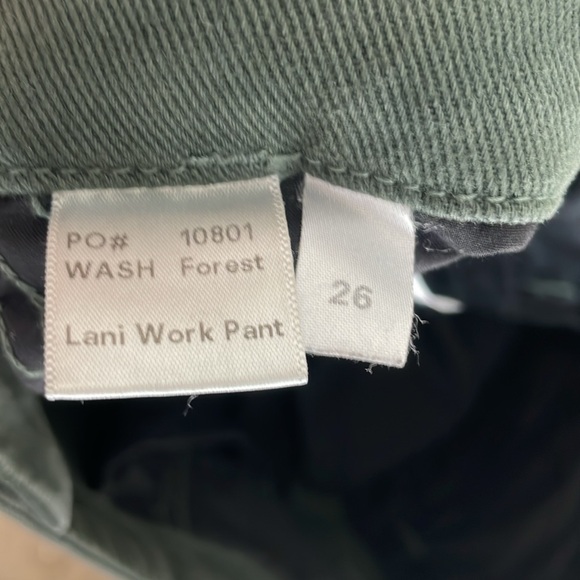 PO# 10801
WASH Forest
Lani Work Pant
26